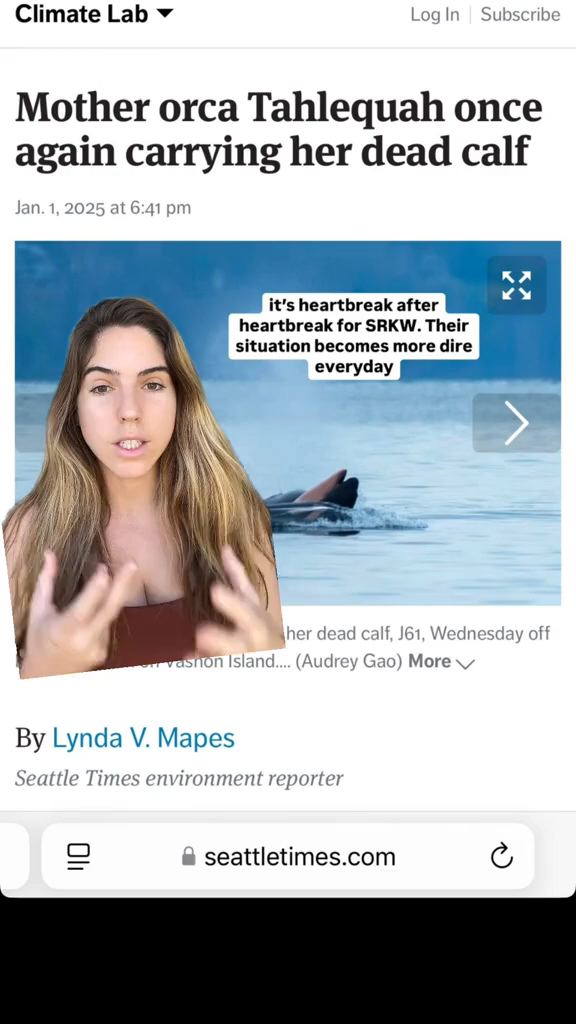 Climate Lab
Log In | Subscribe
Mother orca Tahlequah once
again carrying her dead calf
Jan. 1, 2025 at 6:41 pm
it's heartbreak after
heartbreak for SRKW. Their
situation becomes more dire
everyday
her dead calf, J61, Wednesday off
Vashon Island.... (Audrey Gao) More
By Lynda V. Mapes
Seattle Times environment reporter
seattletimes.com